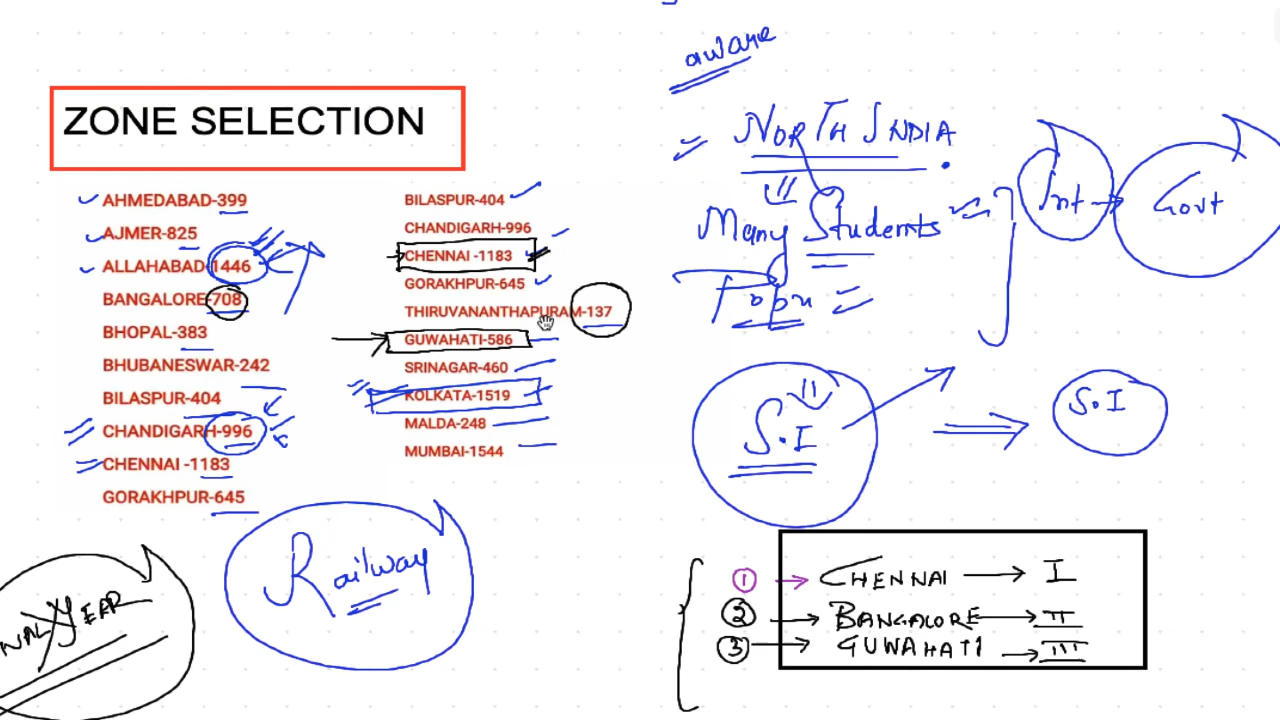 ZONE SELECTION
AHMEDABAD-399
AJMER-825
ALLAHABAD-1446
BANGALORE-708
BHOPAL-383
BHUBANESWAR-242
BILASPUR-404
CHANDIGARH-996
CHENNAI -1183
GORAKHPUR-645
BILASPUR-404
CHANDIGARH-996
CHENNAI -1183
GORAKHPUR-645
THIRUVANANTHAPURAM-137
GUWAHATI-586
SRINAGAR-460
KOLKATA-1519
MALDA-248
MUMBAI-1544
NAL YEAR
Railway
aware
NORTH INDIA
Many Students
Int → Govt
S.I
S.I
① → CHENNAI → I
② → BANGALORE → II
③ → GUWAHATI → III